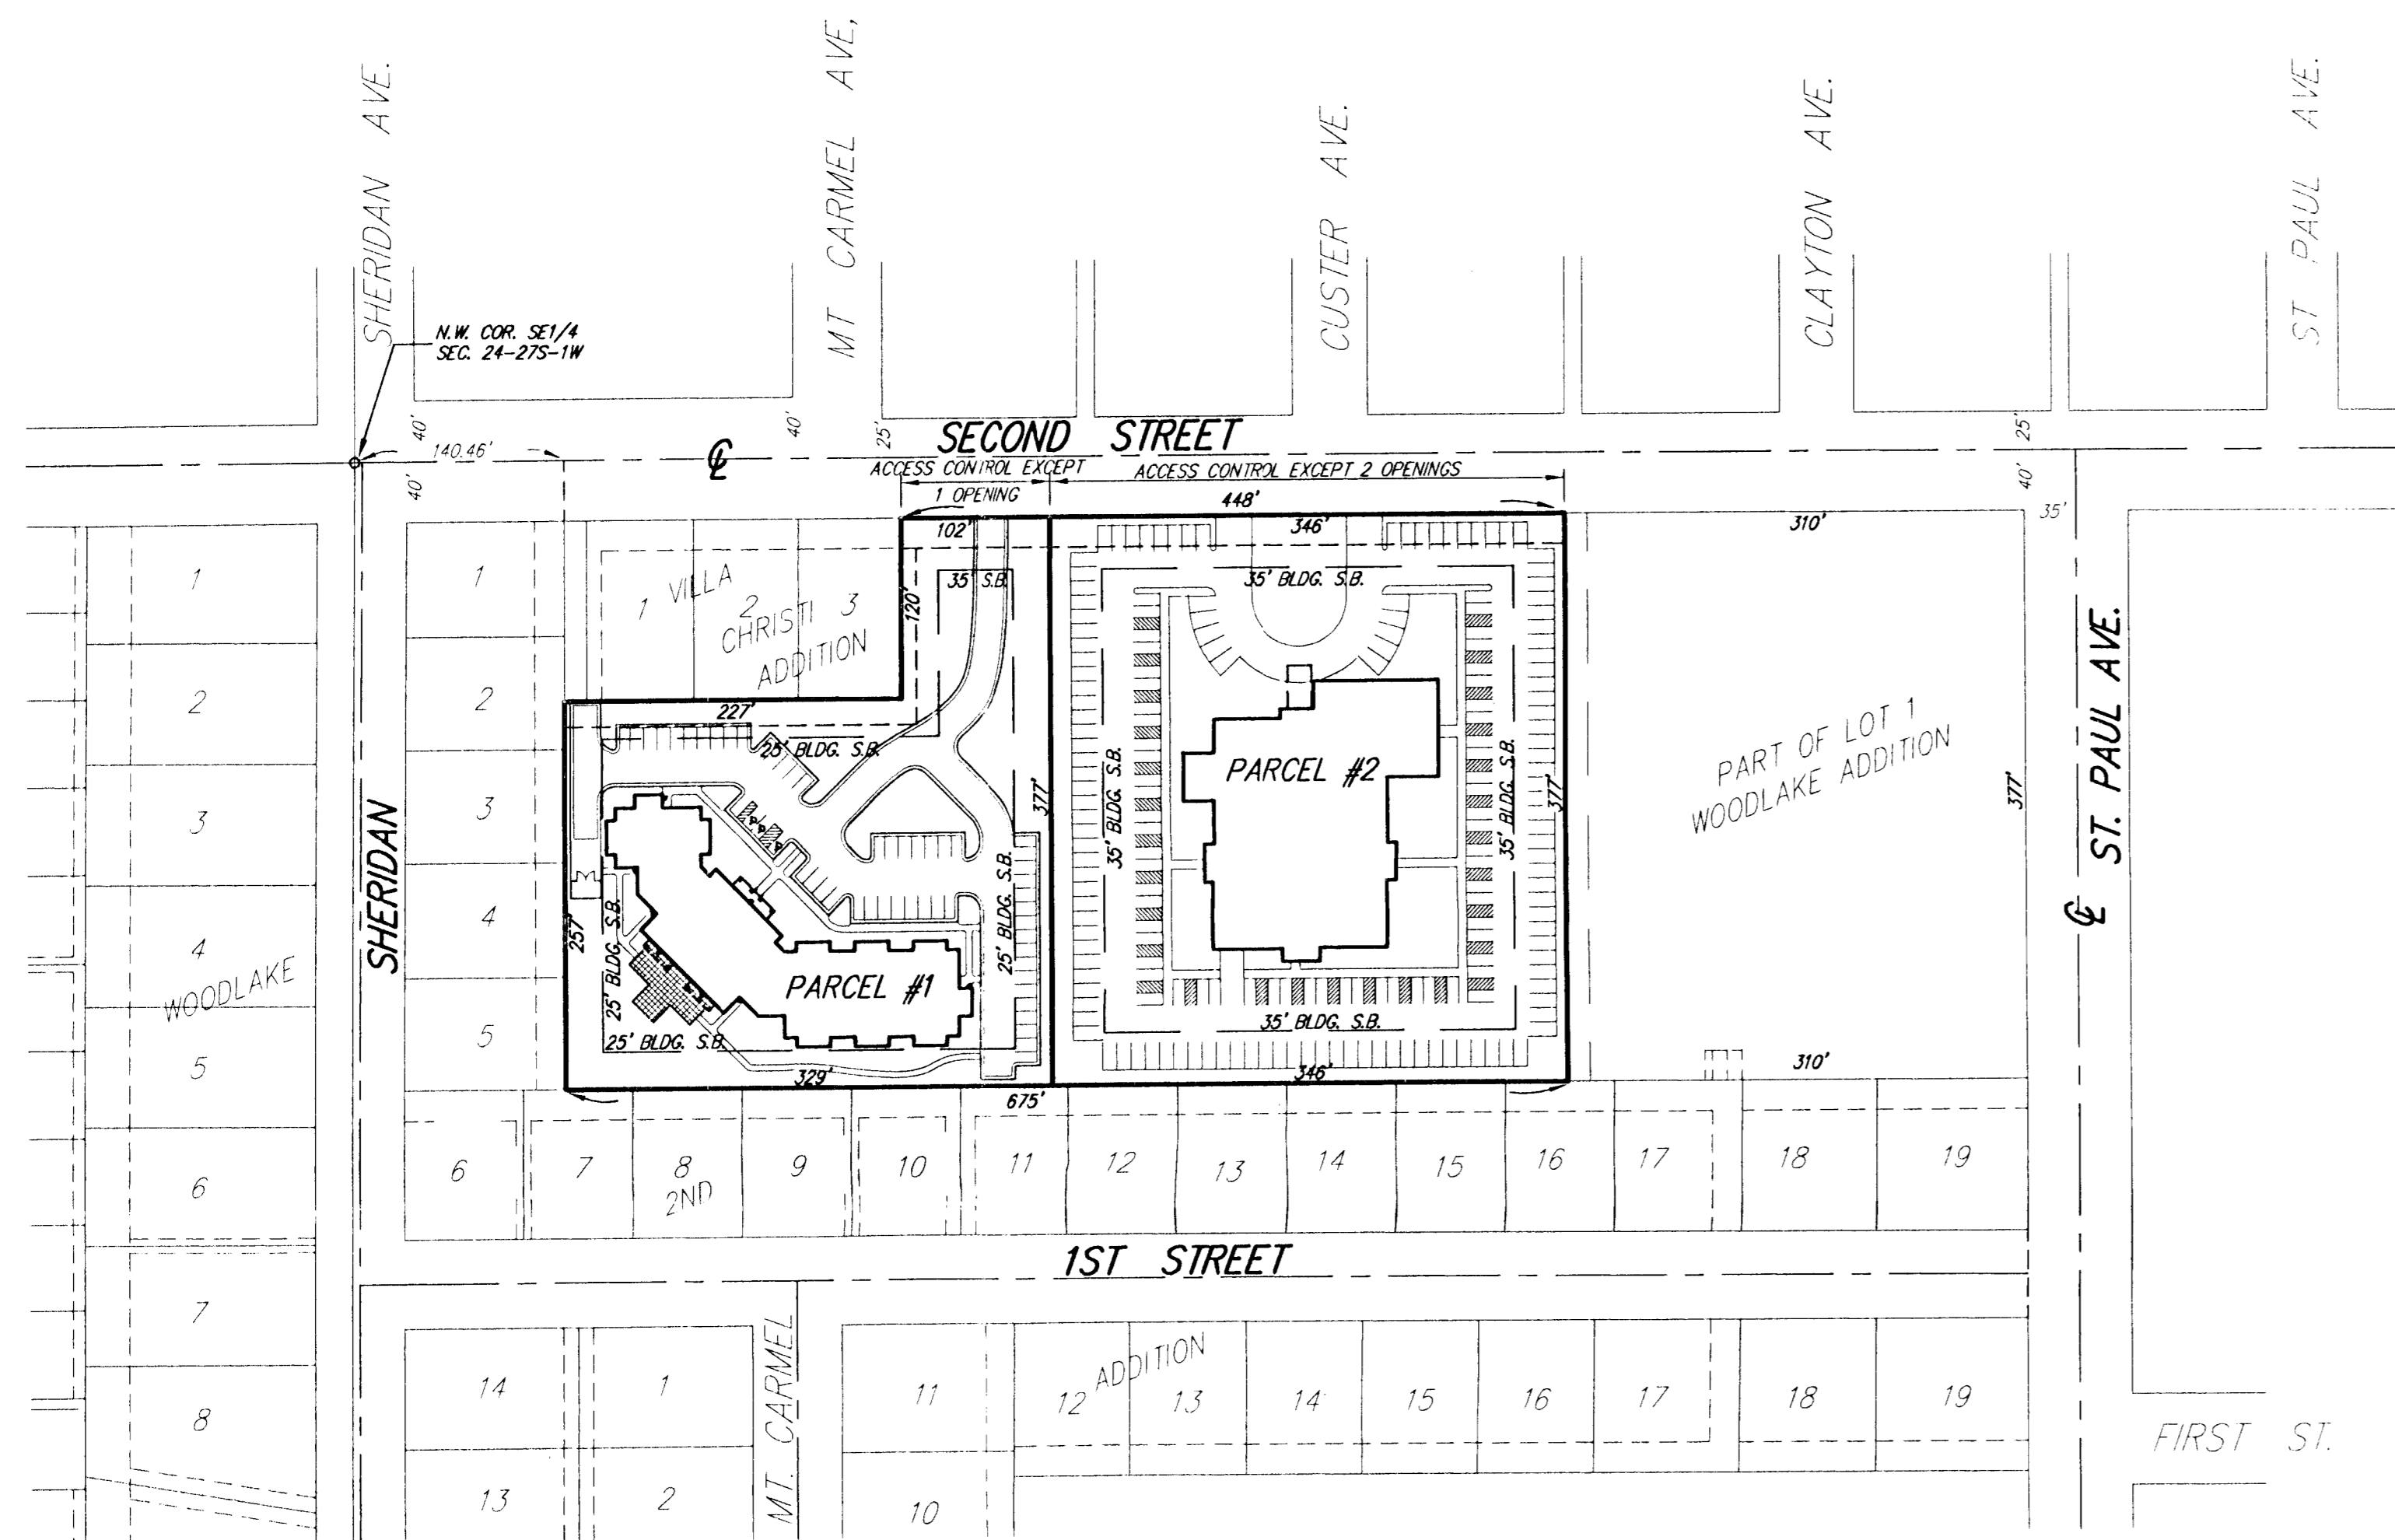 SHERIDAN AVE.
MT CARMEL AVE,
CUSTER AVE.
CLAYTON AVE.
ST PAUL AVE.
N.W. COR. SE1/4
SEC. 24-27S-1W
40'
40'
25'
25'
140.46'
℄
SECOND STREET
40'
40'
35'
ACCESS CONTROL EXCEPT
1 OPENING
ACCESS CONTROL EXCEPT 2 OPENINGS
448'
102'
346'
310'
35' S.B.
35' BLDG. S.B.
120'
VILLA
CHRISTI
ADDITION
1
2
3
227'
25' BLDG. S.B.
377'
35' BLDG. S.B.
PARCEL #2
35' BLDG. S.B.
377'
PART OF LOT 1
WOODLAKE ADDITION
377'
℄ ST. PAUL AVE.
SHERIDAN
257'
25' BLDG. S.B.
P
P
P
25' BLDG. S.B.
PARCEL #1
25' BLDG. S.B.
35' BLDG. S.B.
329'
346'
310'
675'
1
2
3
4
WOODLAKE
5
6
7
8
1
2
3
4
5
6
7
8
2ND
9
10
11
12
13
14
15
16
17
18
19
1ST STREET
MT. CARMEL
14
1
11
12
ADDITION
13
14
15
16
17
18
19
13
2
10
FIRST ST.